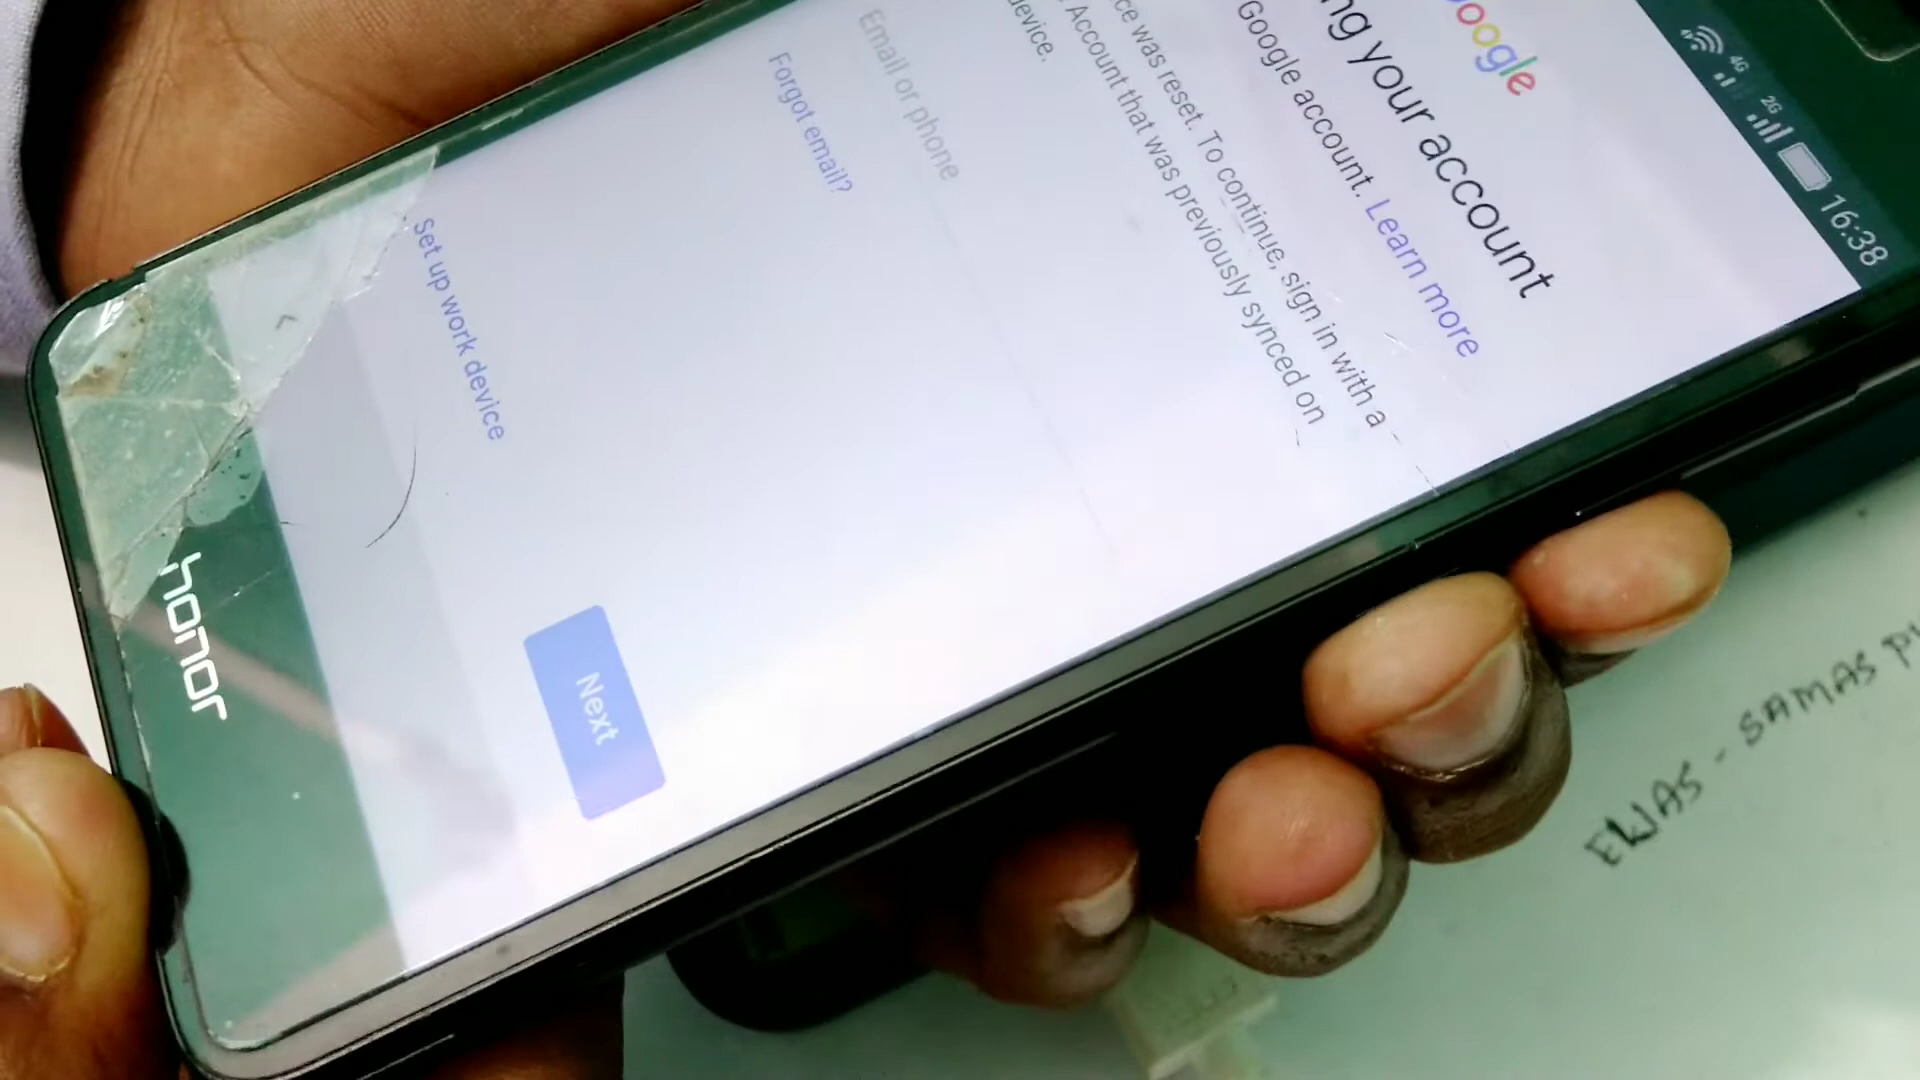 16:38
4G
2G
Google
ng your account
Google account. Learn more
ce was reset. To continue, sign in with a
Account that was previously synced on
device.
Email or phone
Forgot email?
Set up work device
Next
honor
EWAS - SAMAS